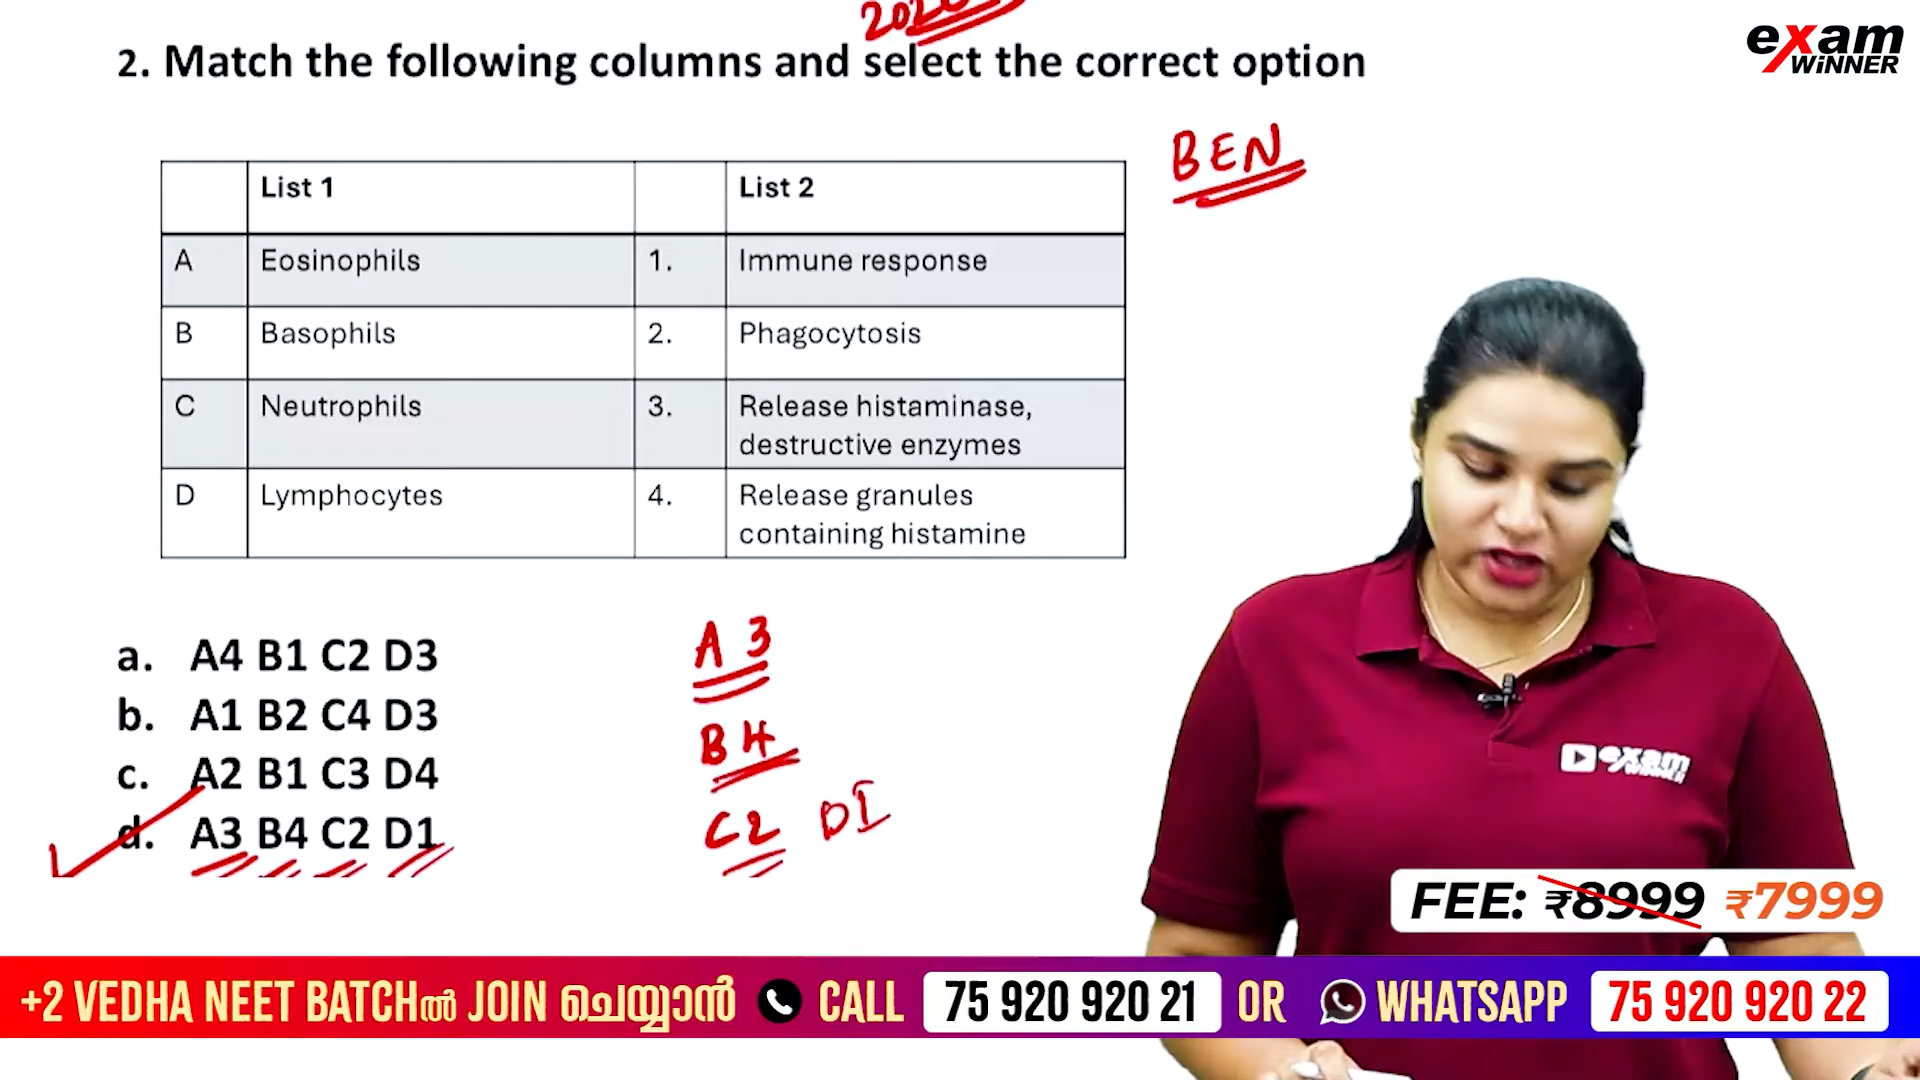 2020
2. Match the following columns and select the correct option
exam
WiNNER
BEN
List 1 List 2
A Eosinophils 1. Immune response
B Basophils 2. Phagocytosis
C Neutrophils 3. Release histaminase,
destructive enzymes
D Lymphocytes 4. Release granules
containing histamine
a. A4 B1 C2 D3
b. A1 B2 C4 D3
c. A2 B1 C3 D4
d. A3 B4 C2 D1
A 3
B 4
C2 D1
exam
WINNER
FEE: ₹8999 ₹7999
+2 VEDHA NEET BATCHൽ JOIN ചെയ്യാൻ CALL 75 920 920 21 OR WHATSAPP 75 920 920 22